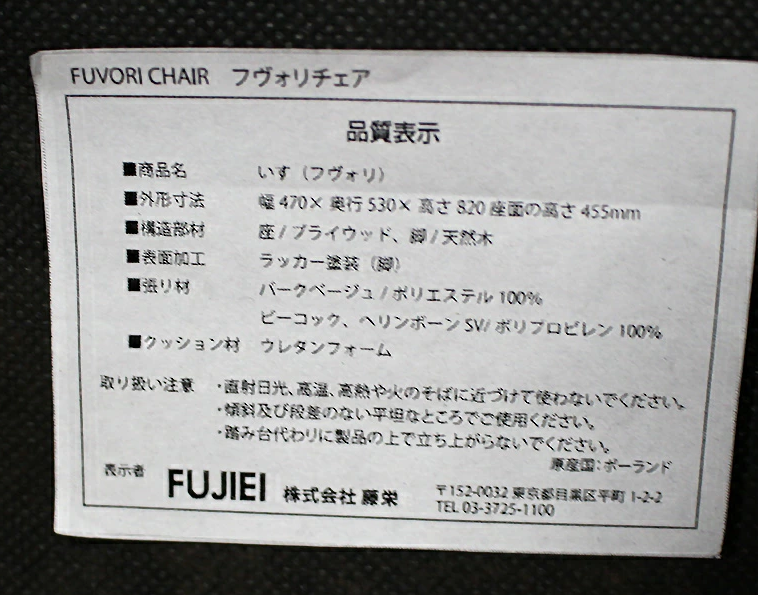 FUVORI CHAIR フヴォリチェア
品質表示
■商品名 いす（フヴォリ）
■外形寸法 幅 470× 奥行 530× 高さ 820 座面の高さ 455mm
■構造部材 座 / プライウッド、脚 / 天然木
■表面加工 ラッカー塗装（脚）
■張り材 バークベージュ / ポリエステル 100%
ピーコック、ヘリンボーン SV/ ポリプロピレン 100%
■クッション材 ウレタンフォーム
取り扱い注意 ・直射日光、高温、高熱や火のそばに近づけて使わないでください。
・傾斜及び段差のない平坦なところでご使用ください。
・踏み台代わりに製品の上で立ち上がらないでください。
原産国：ポーランド
表示者 FUJIEI 株式会社 藤栄
〒152-0032 東京都目黒区平町 1-2-2
TEL 03-3725-1100